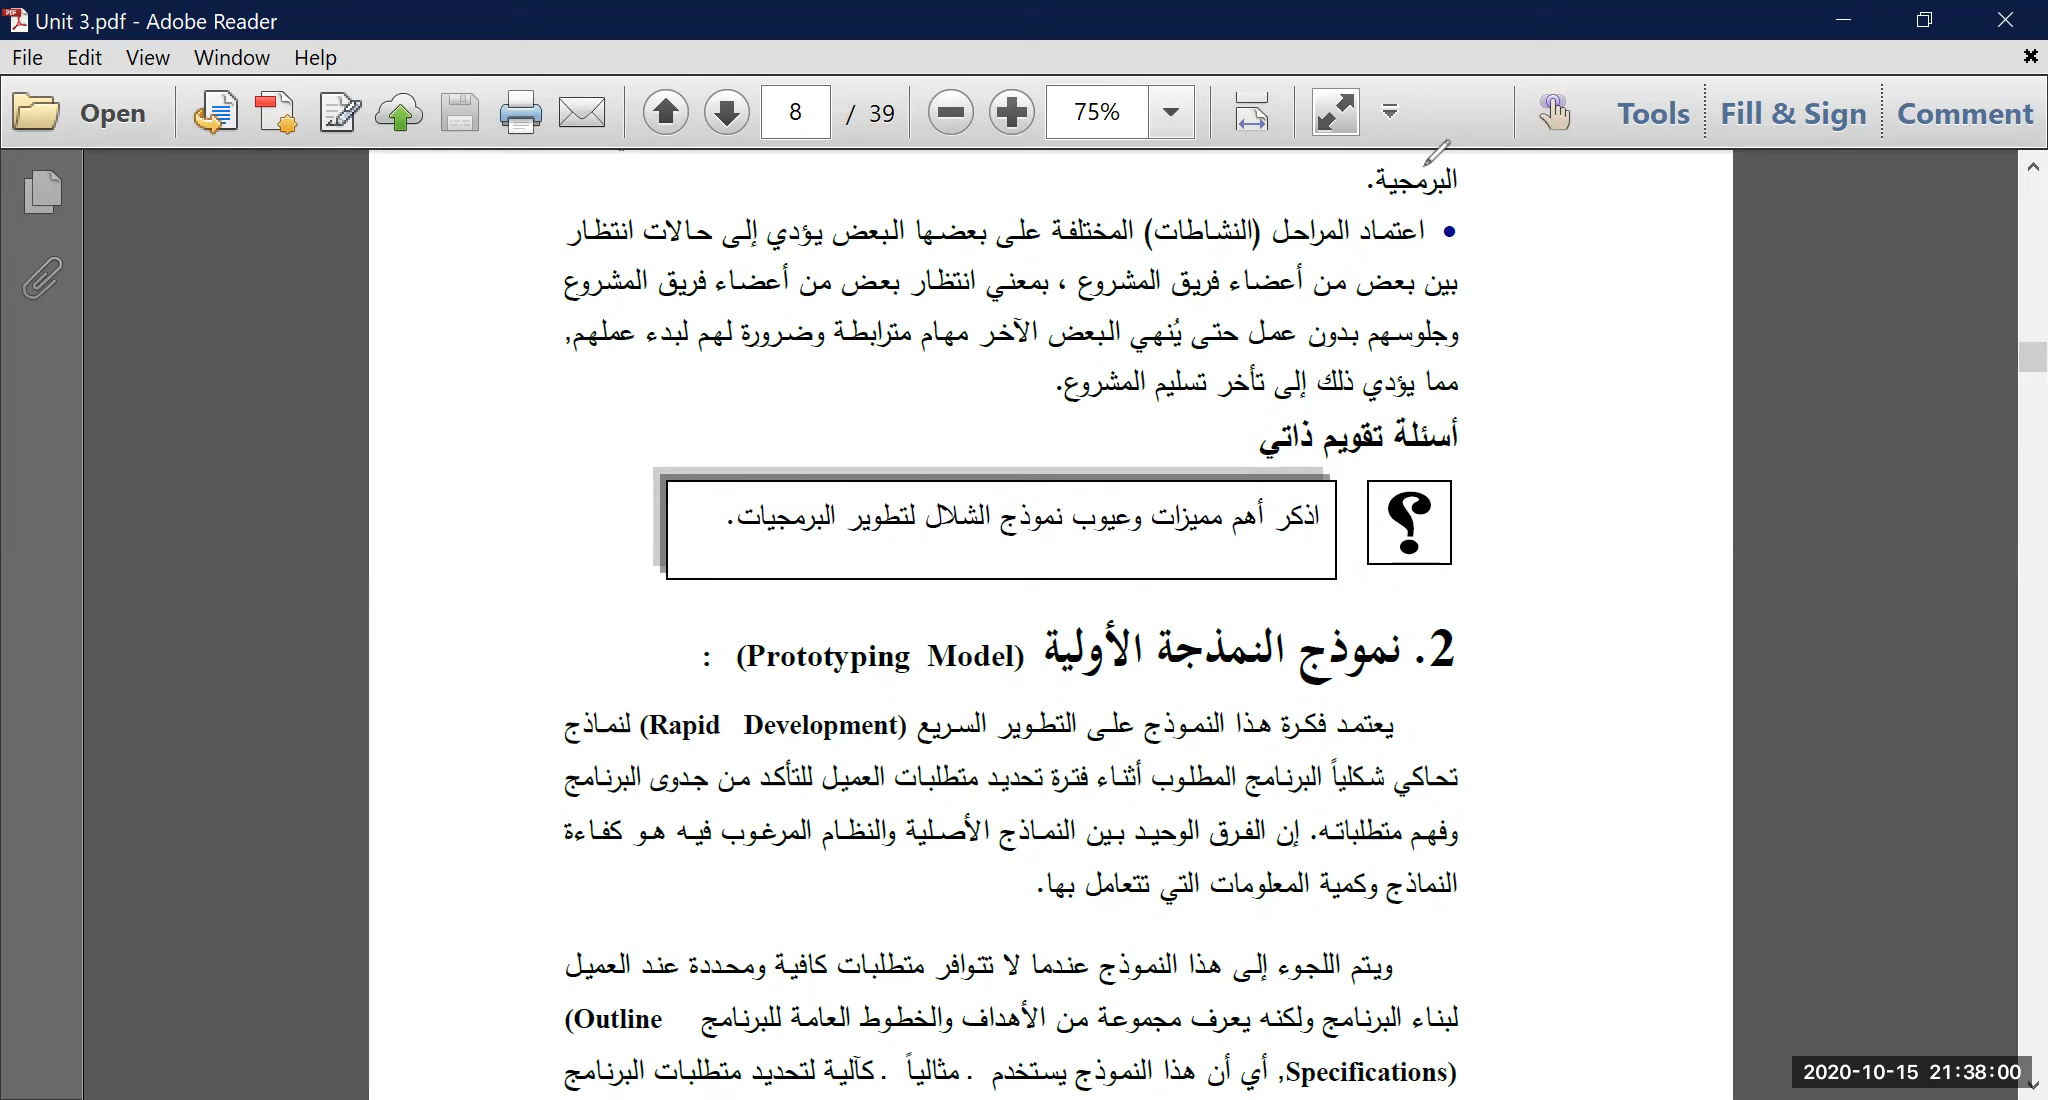 Unit 3.pdf - Adobe Reader
File Edit View Window Help
Open 8 / 39 75% Tools Fill & Sign Comment
البرمجية.
• اعتماد المراحل (النشاطات) المختلفة على بعضها البعض يؤدي إلى حالات انتظار
بين بعض من أعضاء فريق المشروع ، بمعني انتظار بعض من أعضاء فريق المشروع
وجلوسهم بدون عمل حتى يُنهي البعض الآخر مهام مترابطة وضرورة لهم لبدء عملهم,
مما يؤدي ذلك إلى تأخر تسليم المشروع.
أسئلة تقويم ذاتي
؟
اذكر أهم مميزات وعيوب نموذج الشلال لتطوير البرمجيات.
2. نموذج النمذجة الأولية (Prototyping Model) :
يعتمد فكرة هذا النموذج على التطوير السريع (Rapid Development) لنماذج
تحاكي شكلياً البرنامج المطلوب أثناء فترة تحديد متطلبات العميل للتأكد من جدوى البرنامج
وفهم متطلباته. إن الفرق الوحيد بين النماذج الأصلية والنظام المرغوب فيه هو كفاءة
النماذج وكمية المعلومات التي تتعامل بها.
ويتم اللجوء إلى هذا النموذج عندما لا تتوافر متطلبات كافية ومحددة عند العميل
لبناء البرنامج ولكنه يعرف مجموعة من الأهداف والخطوط العامة للبرنامج (Outline
Specifications), أي أن هذا النموذج يستخدم . مثالياً . كآلية لتحديد متطلبات البرنامج
2020-10-15 21:38:00